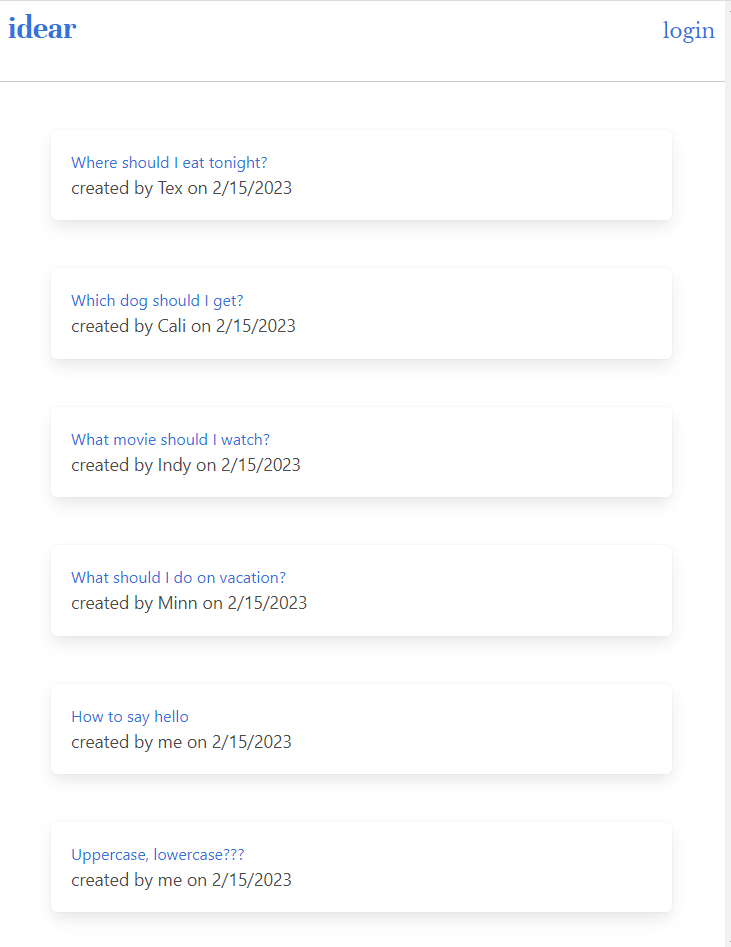 idear
login
Where should I eat tonight?
created by Tex on 2/15/2023
Which dog should I get?
created by Cali on 2/15/2023
What movie should I watch?
created by Indy on 2/15/2023
What should I do on vacation?
created by Minn on 2/15/2023
How to say hello
created by me on 2/15/2023
Uppercase, lowercase???
created by me on 2/15/2023